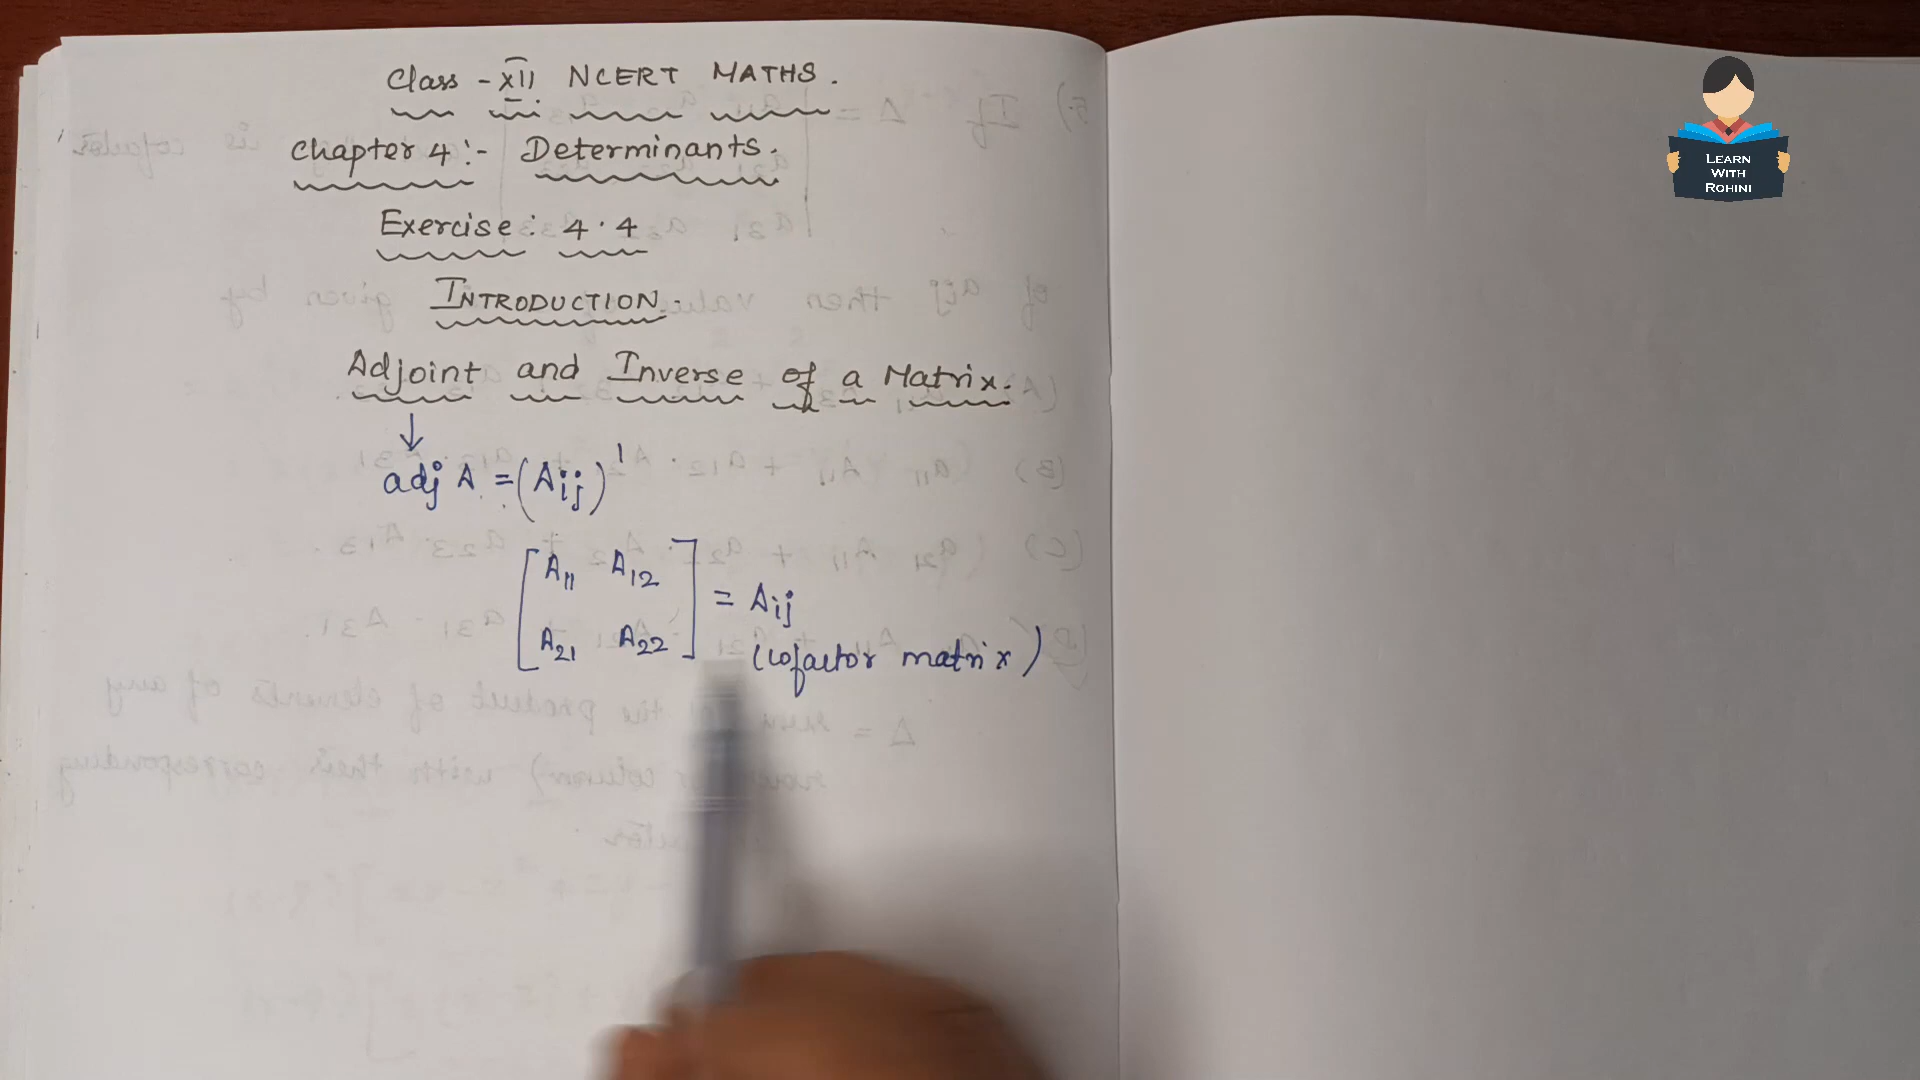 Class - XII NCERT MATHS.
Chapter 4:- Determinants.
Exercise: 4.4
INTRODUCTION.
Adjoint and Inverse of a Matrix.
↓
adj A = (Aij)'
[A11 A12
A21 A22] = Aij
(cofactor matrix)
LEARN
WITH
ROHINI